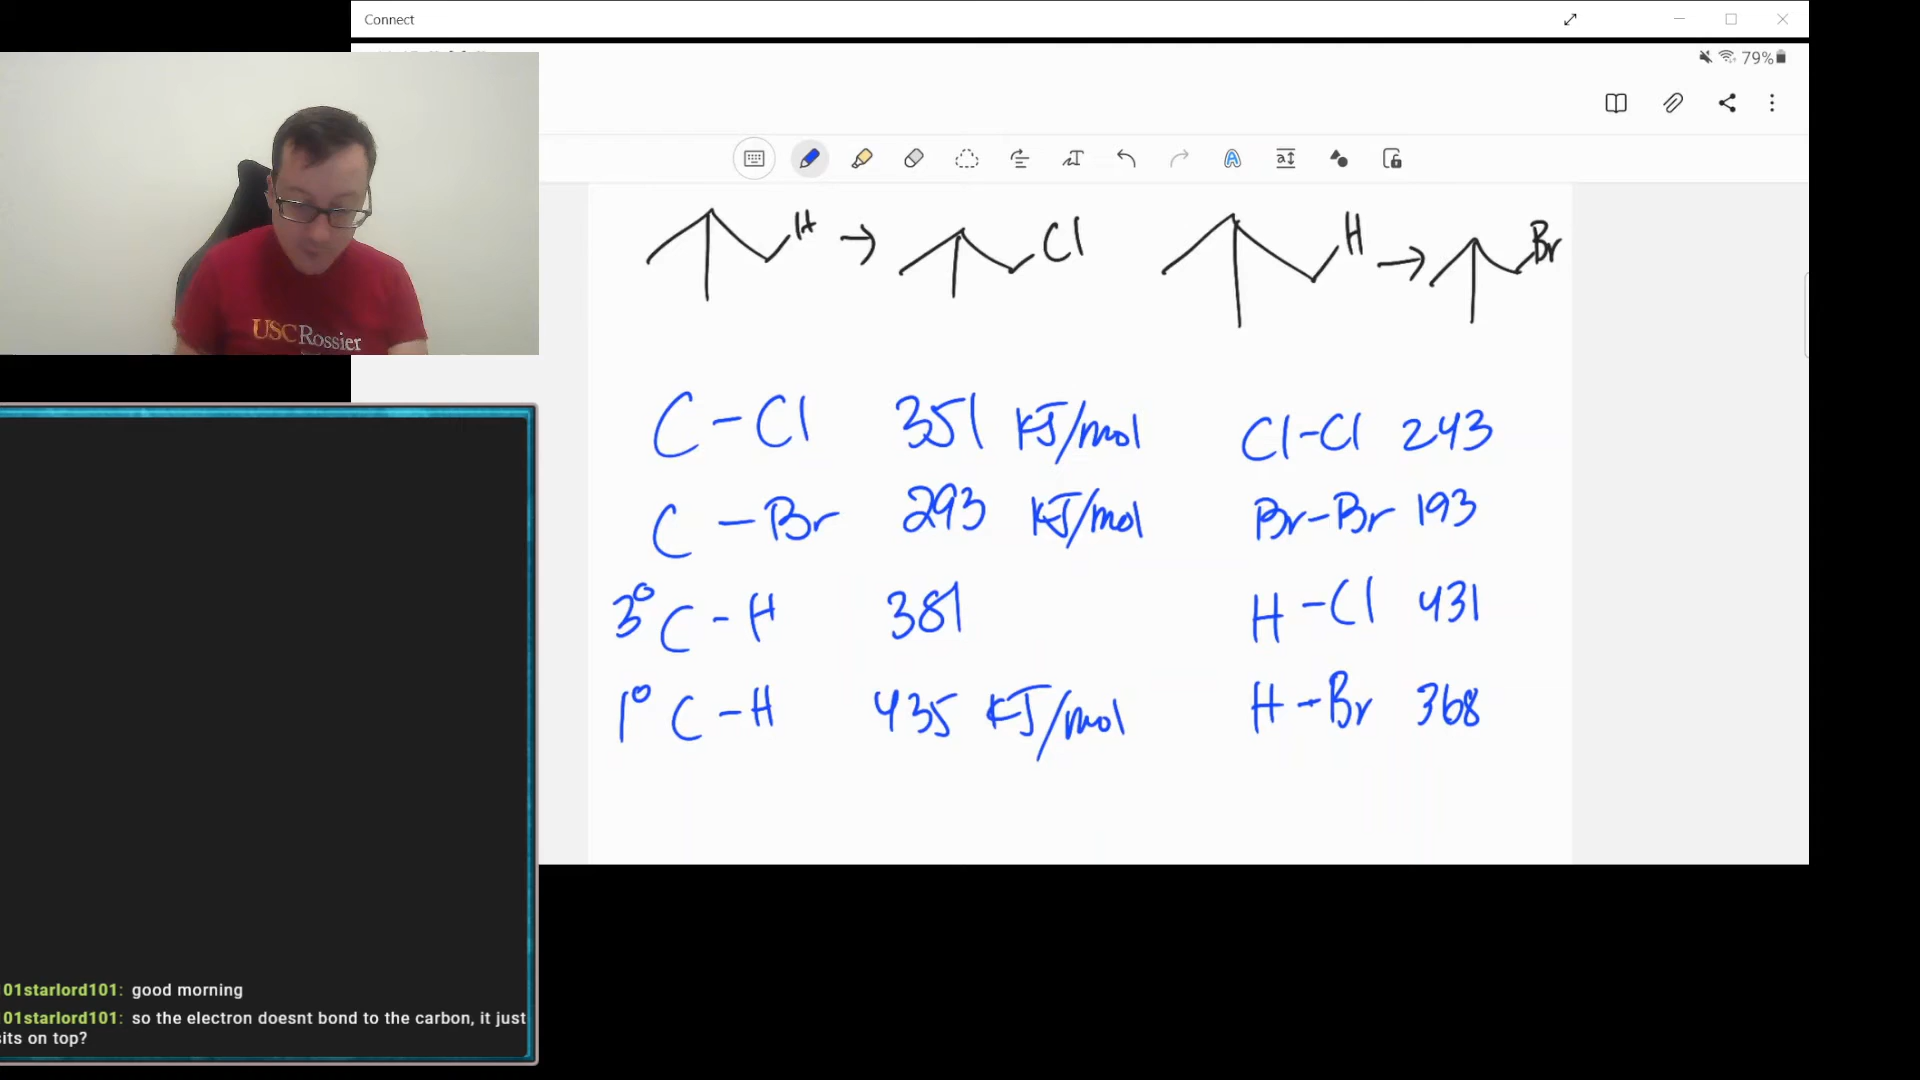 Connect
79%
H → Cl H → Br
USC Rossier
C-Cl 351 KJ/mol Cl-Cl 243
C-Br 293 KJ/mol Br-Br 193
3° C-H 381 H-Cl 431
1° C-H 435 KJ/mol H-Br 368
01starlord101: good morning
01starlord101: so the electron doesnt bond to the carbon, it just
sits on top?